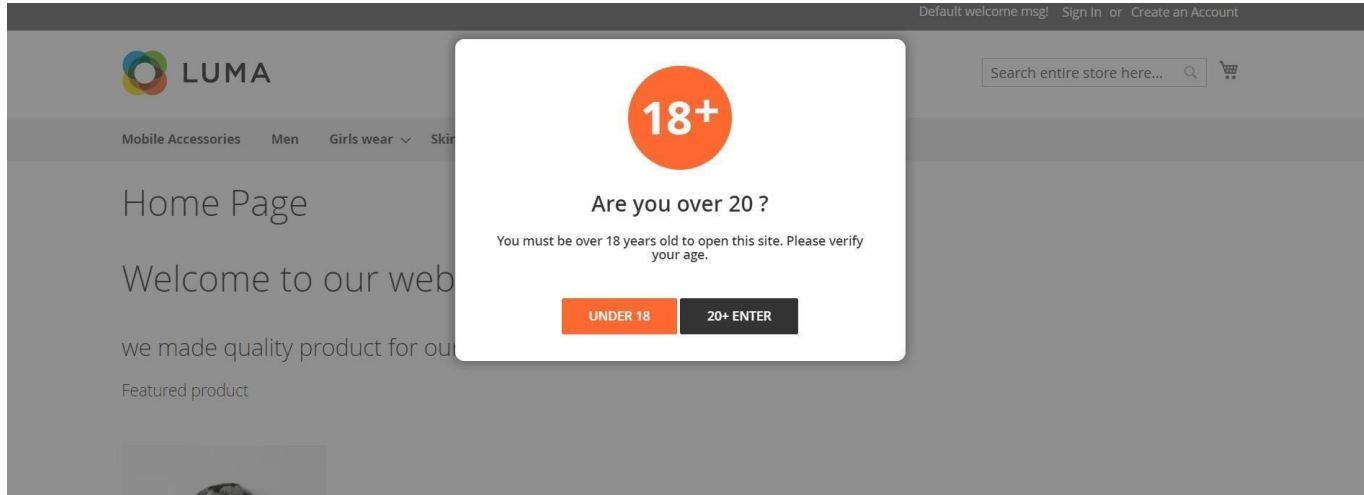 Default welcome msg! Sign In or Create an Account
LUMA
Search entire store here...
Mobile Accessories Men Girls wear
Home Page
Welcome to our web
we made quality product for
Featured product
18+
Are you over 20 ?
You must be over 18 years old to open this site. Please verify
your age.
UNDER 18 20+ ENTER